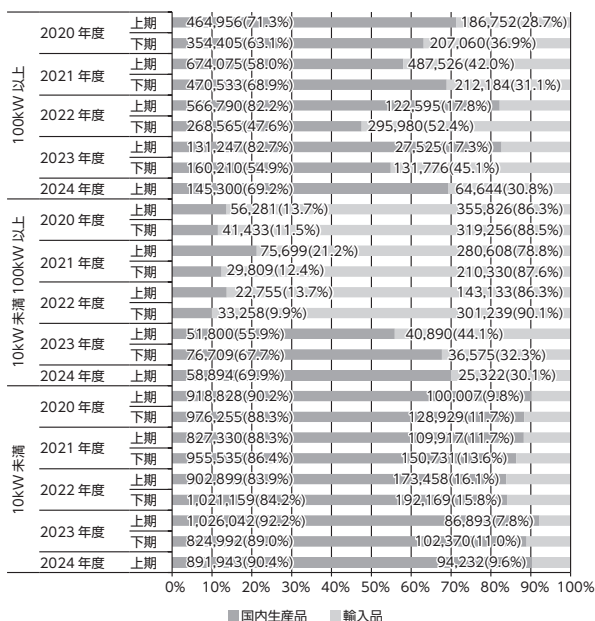 100kW 以上
2020 年度
上期 464,956(71.3%) 186,752(28.7%)
下期 354,405(63.1%) 207,060(36.9%)
2021 年度
上期 674,075(58.0%) 487,526(42.0%)
下期 470,533(68.9%) 212,184(31.1%)
2022 年度
上期 566,790(82.2%) 122,595(17.8%)
下期 268,565(47.6%) 295,980(52.4%)
2023 年度
上期 131,247(82.7%) 27,525(17.3%)
下期 160,210(54.9%) 131,776(45.1%)
2024 年度 上期 145,300(69.2%) 64,644(30.8%)
10kW 未満 100kW 以上
2020 年度
上期 56,281(13.7%) 355,826(86.3%)
下期 41,433(11.5%) 319,256(88.5%)
2021 年度
上期 75,699(21.2%) 280,608(78.8%)
下期 29,809(12.4%) 210,330(87.6%)
2022 年度
上期 22,755(13.7%) 143,133(86.3%)
下期 33,258(9.9%) 301,239(90.1%)
2023 年度
上期 51,800(55.9%) 40,890(44.1%)
下期 76,709(67.7%) 36,575(32.3%)
2024 年度 上期 58,894(69.9%) 25,322(30.1%)
10kW 未満
2020 年度
上期 918,828(90.2%) 100,007(9.8%)
下期 976,255(88.3%) 128,929(11.7%)
2021 年度
上期 827,330(88.3%) 109,917(11.7%)
下期 955,535(86.4%) 150,731(13.6%)
2022 年度
上期 902,899(83.9%) 173,458(16.1%)
下期 1,021,159(84.2%) 192,169(15.8%)
2023 年度
上期 1,026,042(92.2%) 86,893(7.8%)
下期 824,992(89.0%) 102,370(11.0%)
2024 年度 上期 891,943(90.4%) 94,232(9.6%)
0% 10% 20% 30% 40% 50% 60% 70% 80% 90% 100%
国内生産品 輸入品